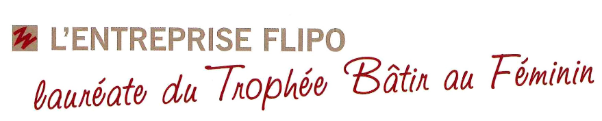 L'ENTREPRISE FLIPO
lauréate du Trophée Bâtir au Féminin